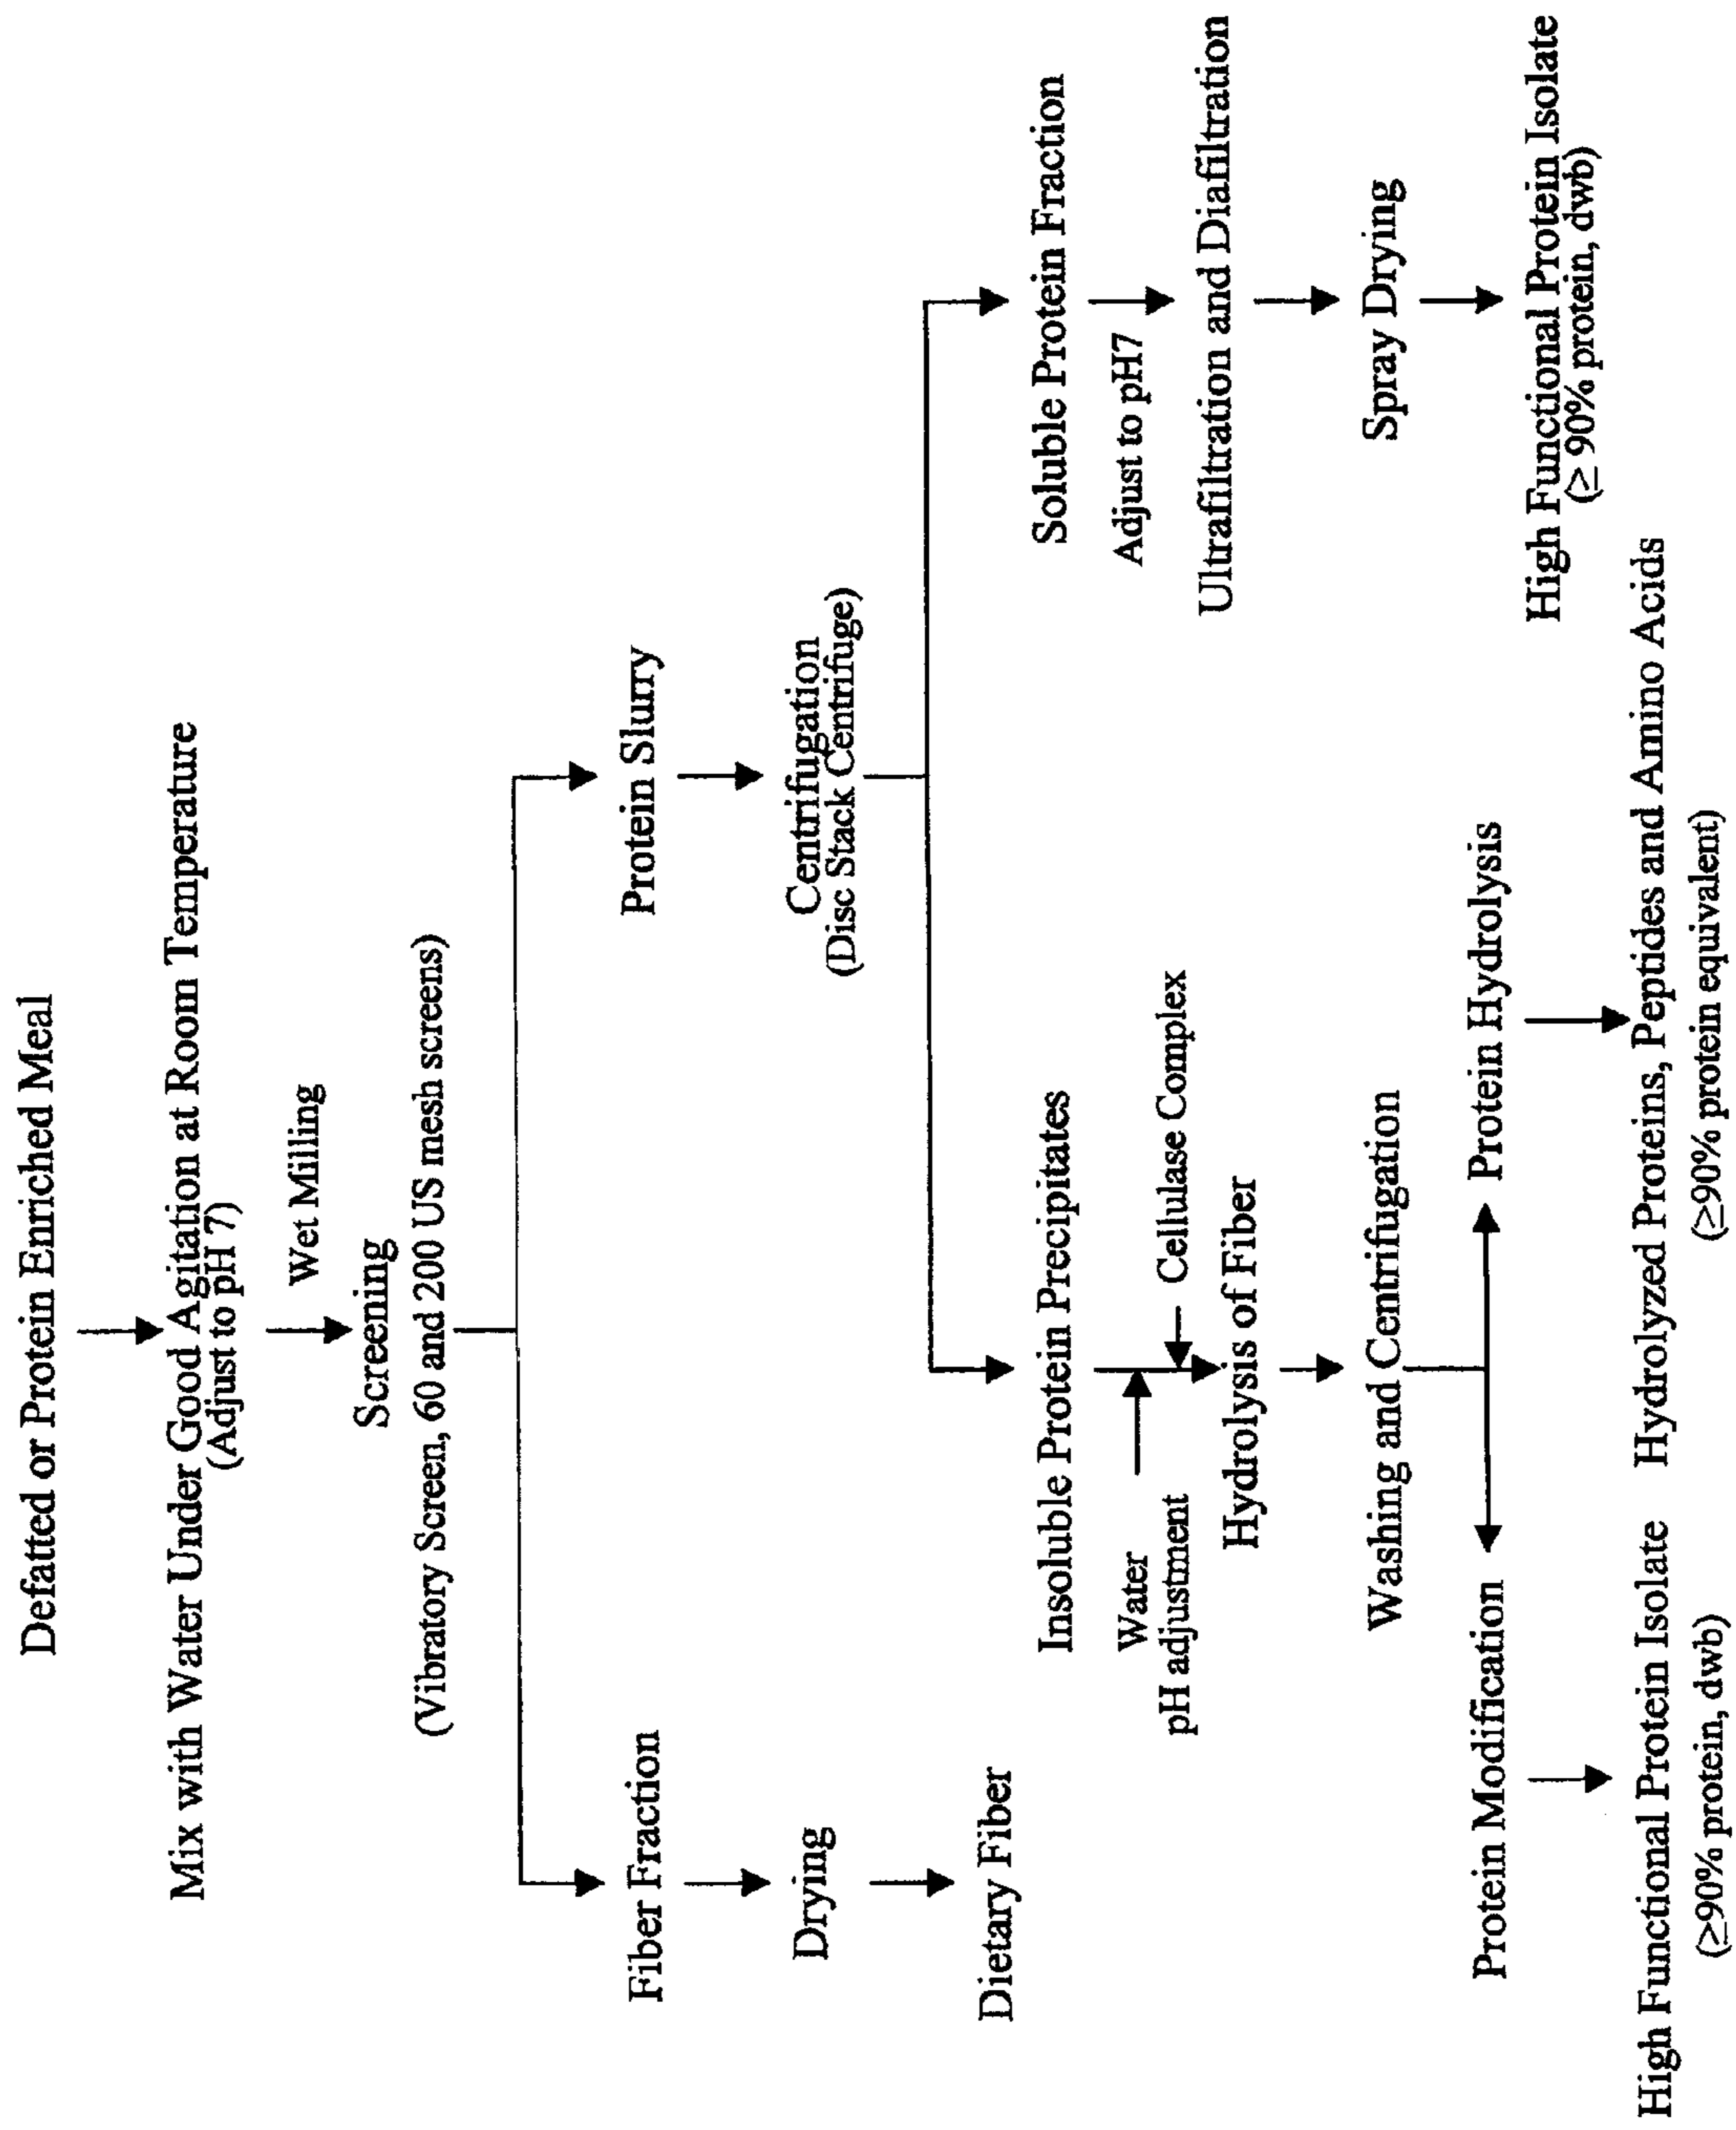 Defatted or Protein Enriched Meal
Mix with Water Under Good Agitation at Room Temperature
(Adjust to pH 7)
Wet Milling
Screening
(Vibratory Screen, 60 and 200 US mesh screens)
Fiber Fraction
Protein Slurry
Drying
Centrifugation
(Disc Stack Centrifuge)
Dietary Fiber
Insoluble Protein Precipitates
Soluble Protein Fraction
Water
pH adjustment
Cellulase Complex
Adjust to pH7
Hydrolysis of Fiber
Ultrafiltration and Diafiltration
Washing and Centrifugation
Spray Drying
Protein Modification
Protein Hydrolysis
High Functional Protein Isolate
(≥ 90% protein, dwb)
High Functional Protein Isolate
(≥90% protein, dwb)
Hydrolyzed Proteins, Peptides and Amino Acids
(≥90% protein equivalent)